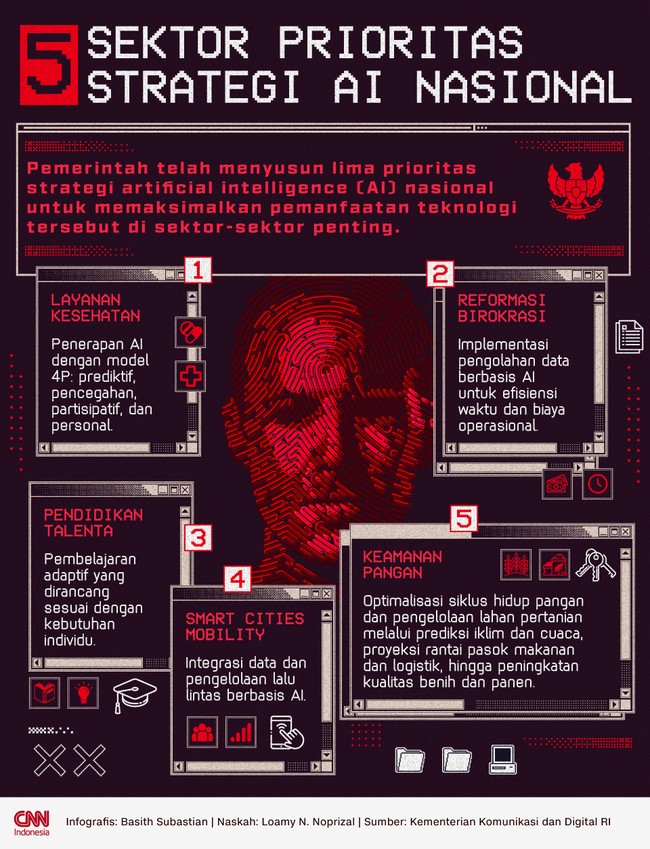 5 SEKTOR PRIORITAS
STRATEGI AI NASIONAL
Pemerintah telah menyusun lima prioritas
strategi artificial intelligence (AI) nasional
untuk memaksimalkan pemanfaatan teknologi
tersebut di sektor-sektor penting.
1
LAYANAN
KESEHATAN
Penerapan AI
dengan model
4P: prediktif,
pencegahan,
partisipatif, dan
personal.
2
REFORMASI
BIROKRASI
Implementasi
pengolahan data
berbasis AI
untuk efisiensi
waktu dan biaya
operasional.
3
PENDIDIKAN
TALENTA
Pembelajaran
adaptif yang
dirancang
sesuai dengan
kebutuhan
individu.
4
SMART CITIES
MOBILITY
Integrasi data dan
pengelolaan lalu
lintas berbasis AI.
5
KEAMANAN
PANGAN
Optimalisasi siklus hidup pangan
dan pengelolaan lahan pertanian
melalui prediksi iklim dan cuaca,
proyeksi rantai pasok makanan
dan logistik, hingga peningkatan
kualitas benih dan panen.
CNN
Indonesia
Infografis: Basith Subastian | Naskah: Loamy N. Noprizal | Sumber: Kementerian Komunikasi dan Digital RI